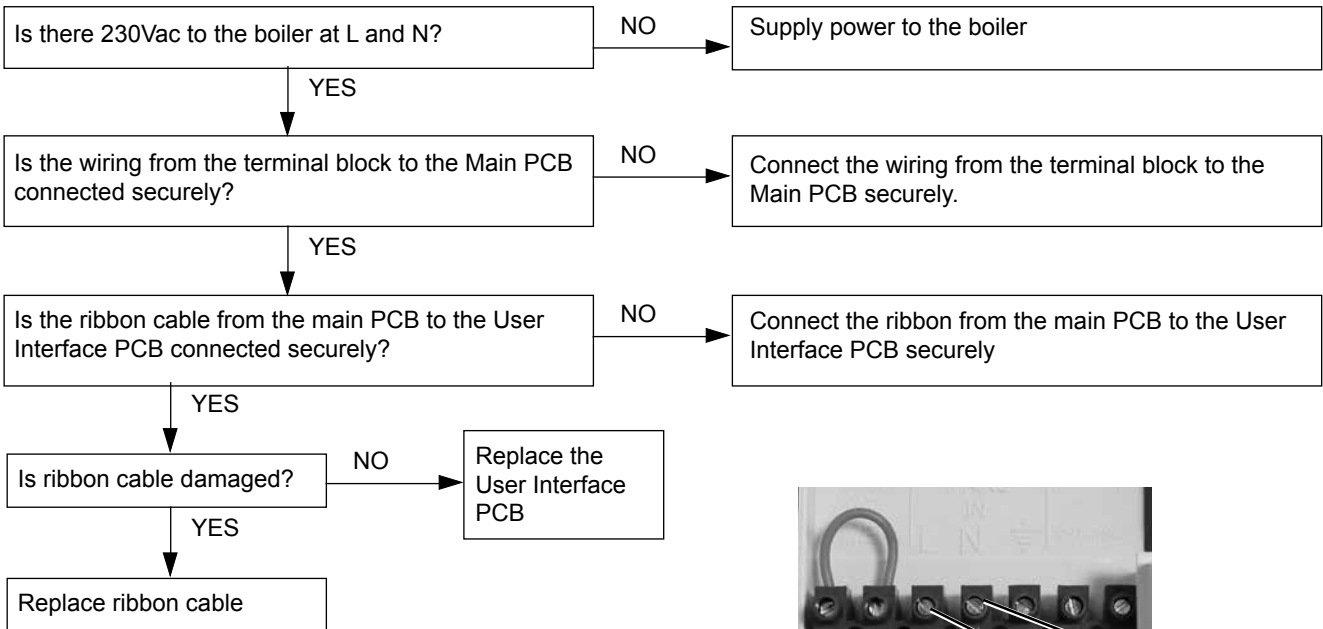 Is there 230Vac to the boiler at L and N?
NO
Supply power to the boiler
YES
Is the wiring from the terminal block to the Main PCB
connected securely?
NO
Connect the wiring from the terminal block to the
Main PCB securely.
YES
Is the ribbon cable from the main PCB to the User
Interface PCB connected securely?
NO
Connect the ribbon from the main PCB to the User
Interface PCB securely
YES
Is ribbon cable damaged?
NO
Replace the
User Interface
PCB
YES
Replace ribbon cable
IN
L N